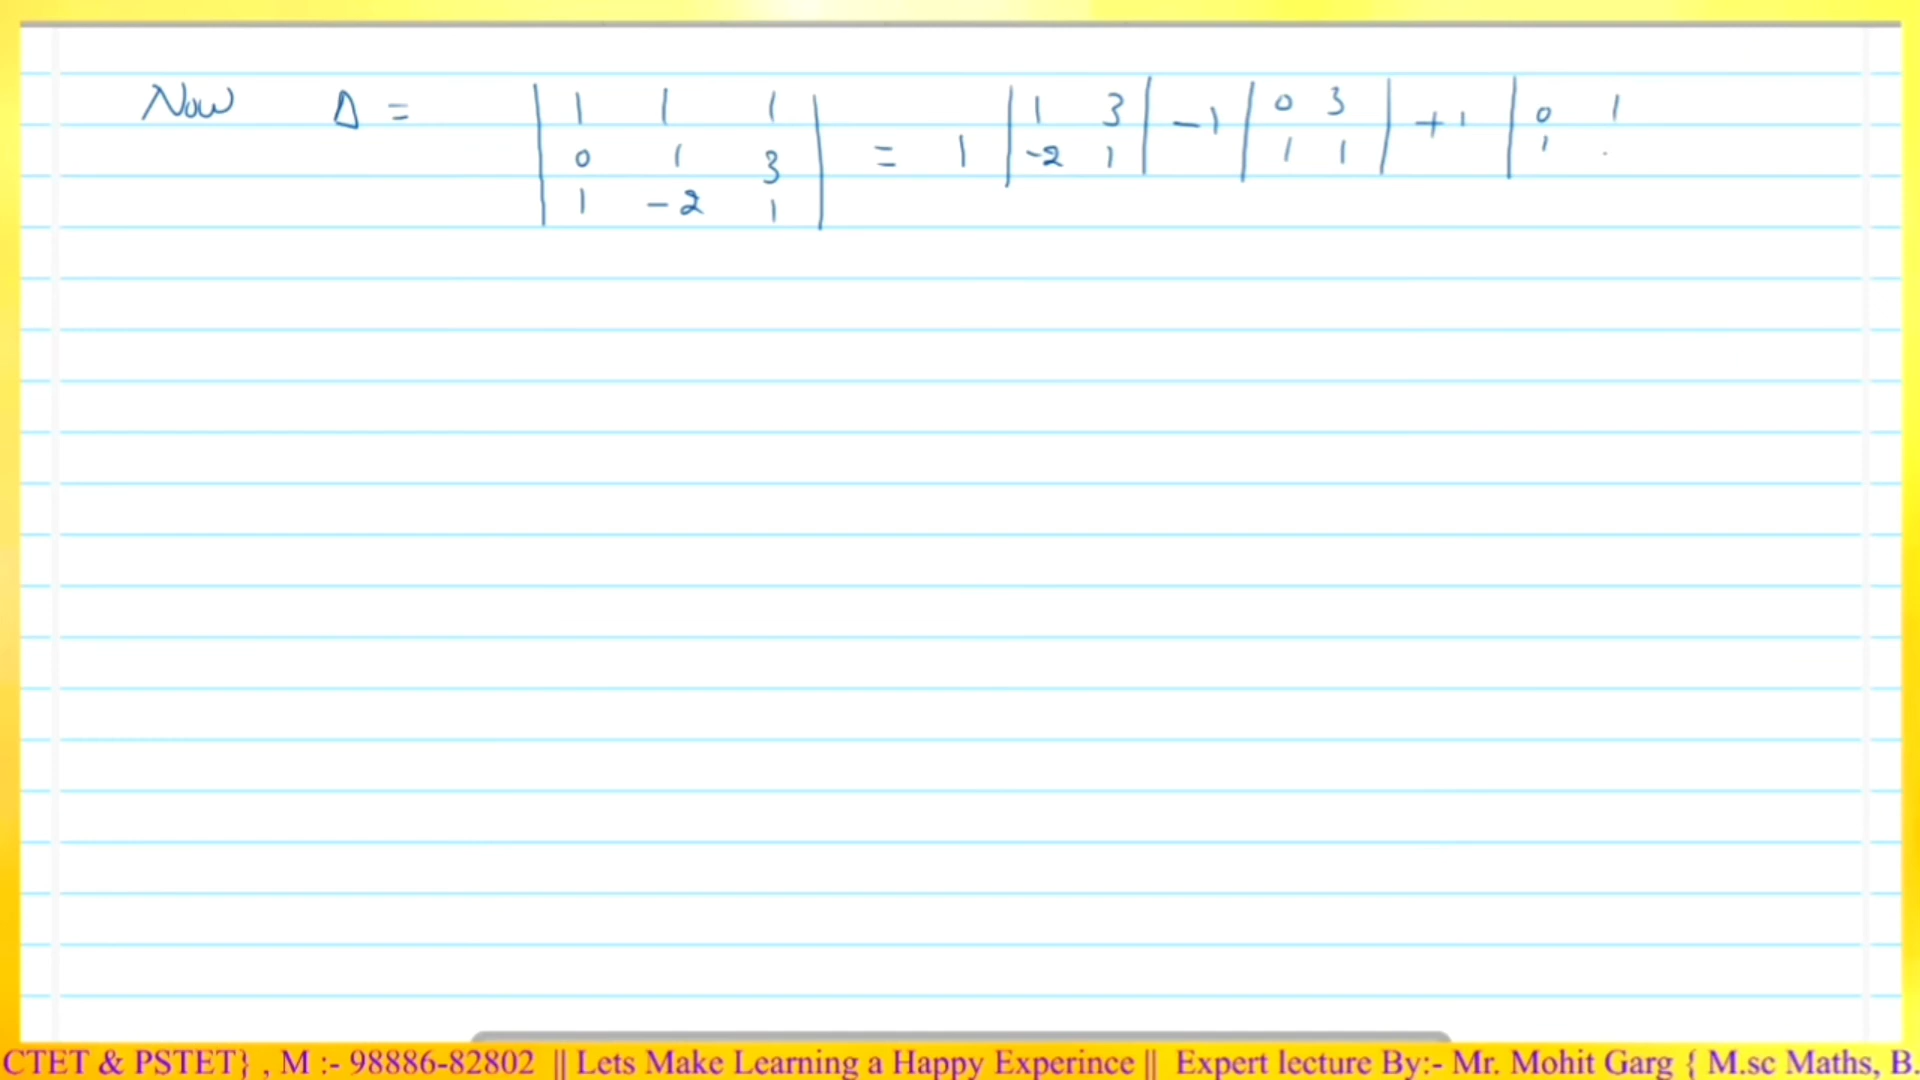 Now Δ = | 1 1 1 | = 1 | 1 3 | -1 | 0 3 | +1 | 0 1
| 0 1 3 | | -2 1 | | 1 1 | | 1
| 1 -2 1 |
CTET & PSTET} , M :- 98886-82802 || Lets Make Learning a Happy Experince || Expert lecture By:- Mr. Mohit Garg { M.sc Maths, B.